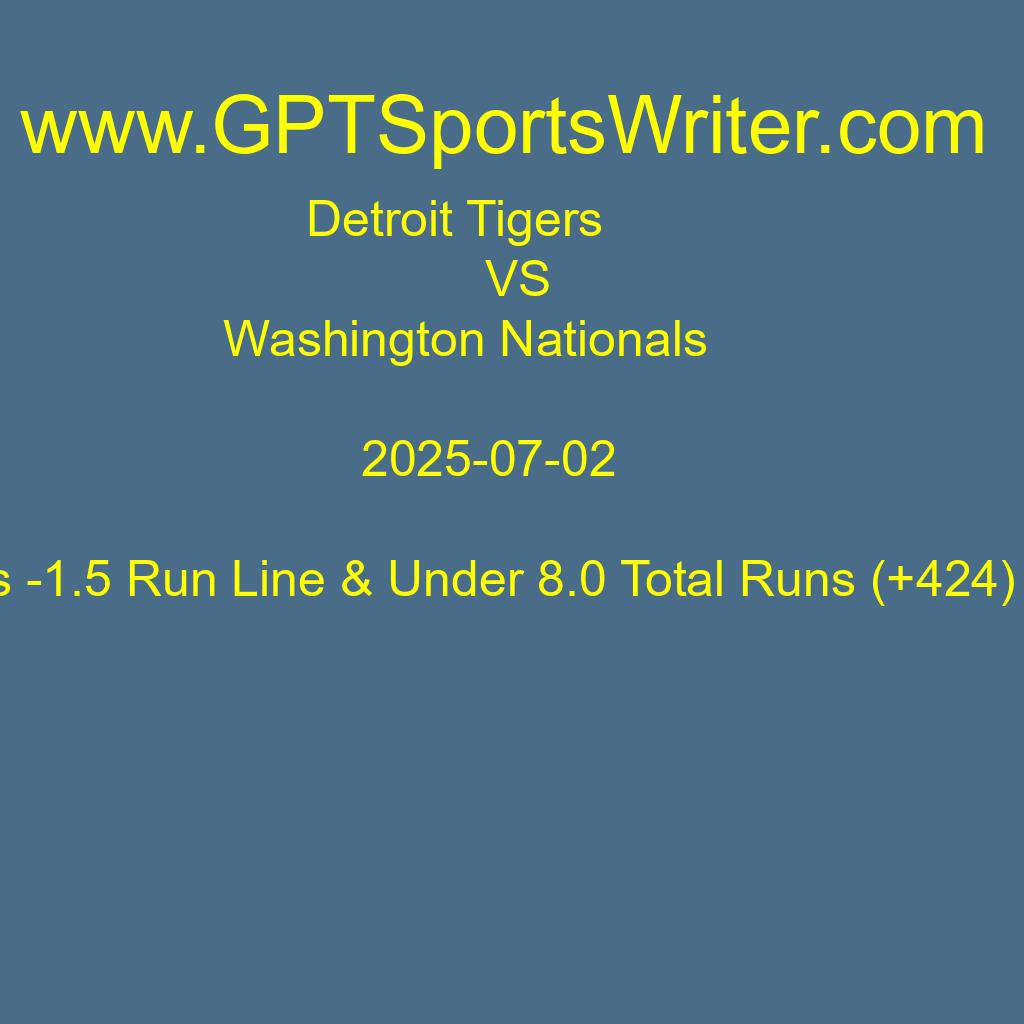 www.GPTSportsWriter.com
Detroit Tigers
VS
Washington Nationals
2025-07-02
s -1.5 Run Line & Under 8.0 Total Runs (+424)